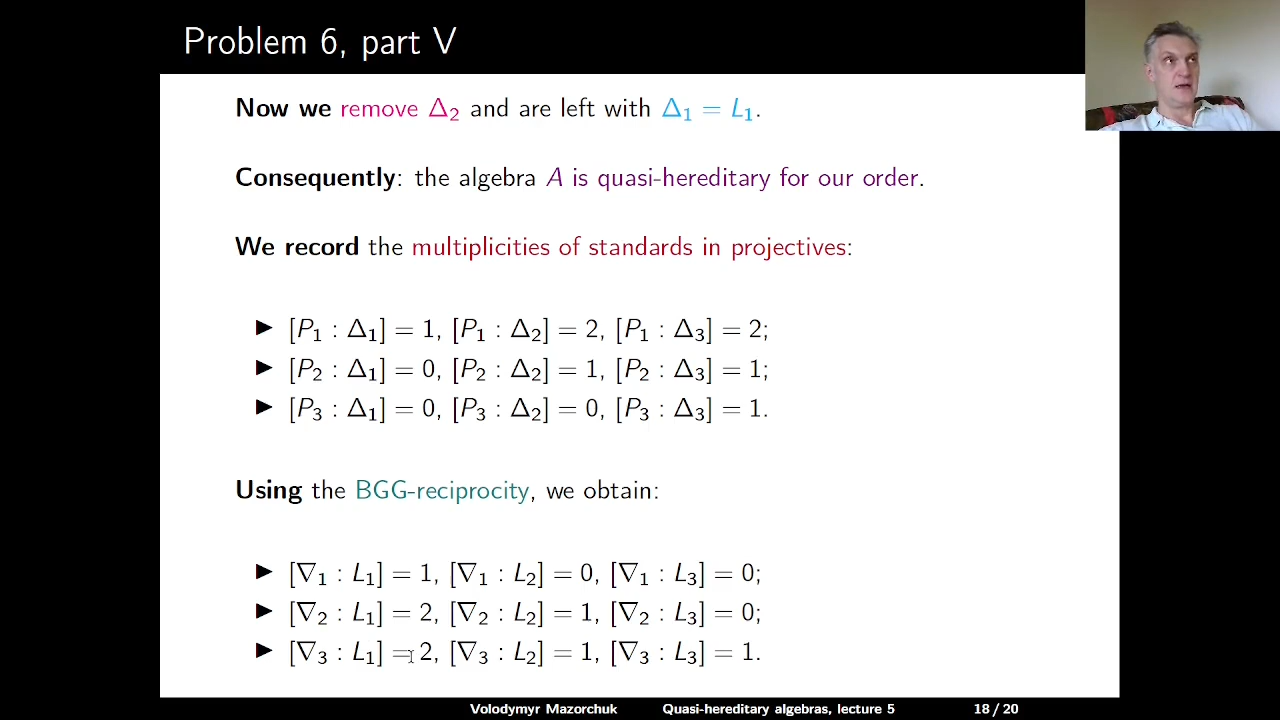 Problem 6, part V
Now we remove Δ₂ and are left with Δ₁ = L₁.
Consequently: the algebra A is quasi-hereditary for our order.
We record the multiplicities of standards in projectives:
▶ [P₁ : Δ₁] = 1, [P₁ : Δ₂] = 2, [P₁ : Δ₃] = 2;
▶ [P₂ : Δ₁] = 0, [P₂ : Δ₂] = 1, [P₂ : Δ₃] = 1;
▶ [P₃ : Δ₁] = 0, [P₃ : Δ₂] = 0, [P₃ : Δ₃] = 1.
Using the BGG-reciprocity, we obtain:
▶ [∇₁ : L₁] = 1, [∇₁ : L₂] = 0, [∇₁ : L₃] = 0;
▶ [∇₂ : L₁] = 2, [∇₂ : L₂] = 1, [∇₂ : L₃] = 0;
▶ [∇₃ : L₁] = 2, [∇₃ : L₂] = 1, [∇₃ : L₃] = 1.
Volodymyr Mazorchuk Quasi-hereditary algebras, lecture 5 18 / 20